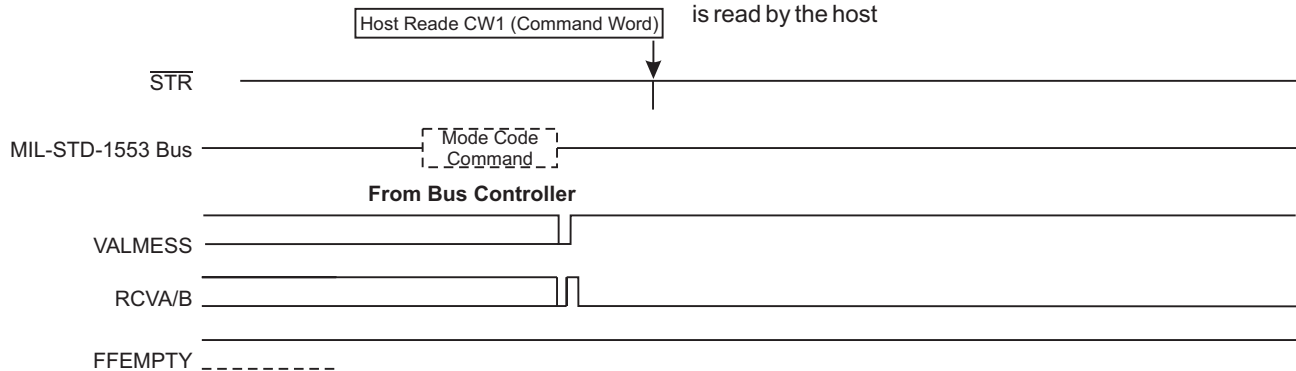 is read by the host
Host Reade CW1 (Command Word)
STR
MIL-STD-1553 Bus
Mode Code
Command
From Bus Controller
VALMESS
RCVA/B
FFEMPTY